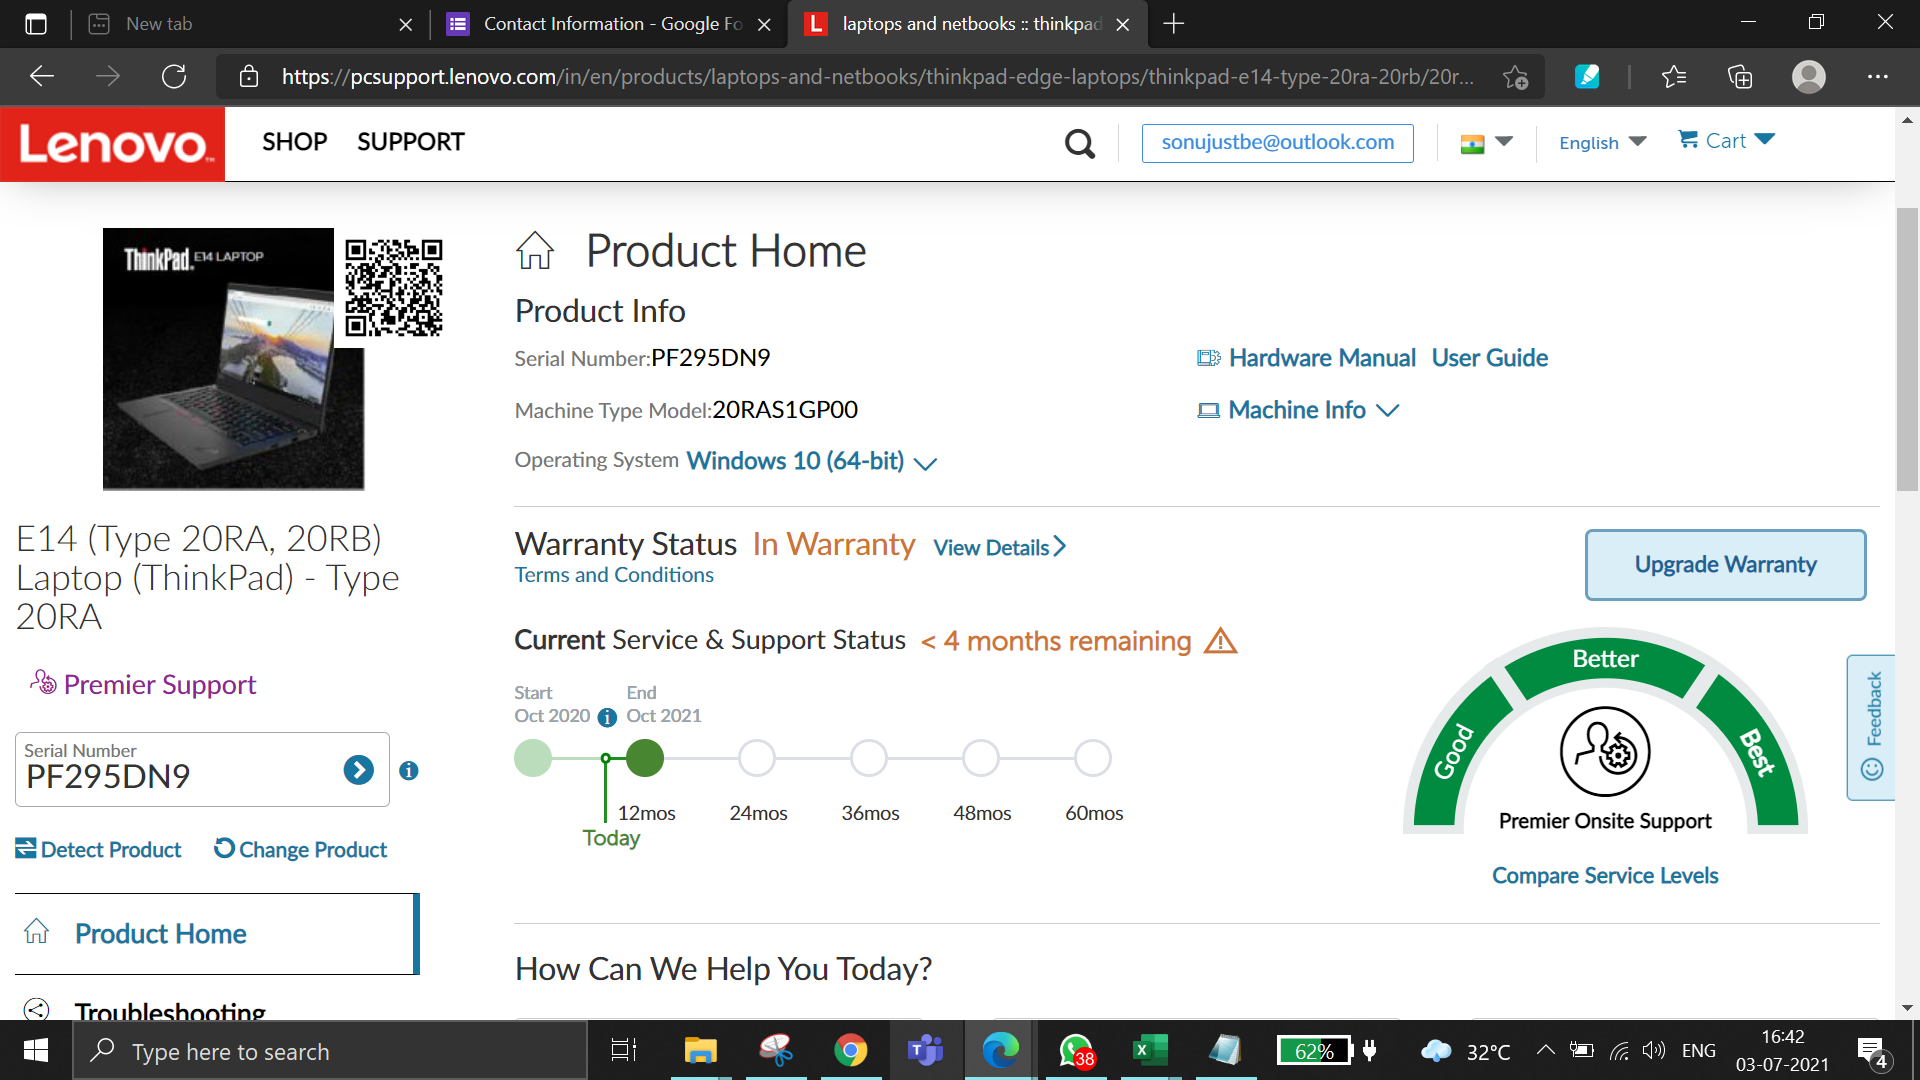 New tab
Contact Information - Google Fo
laptops and netbooks :: thinkpad
https://pcsupport.lenovo.com/in/en/products/laptops-and-netbooks/thinkpad-edge-laptops/thinkpad-e14-type-20ra-20rb/20r...
Lenovo
SHOP SUPPORT
sonujustbe@outlook.com
English
Cart
ThinkPad. E14 LAPTOP
E14 (Type 20RA, 20RB)
Laptop (ThinkPad) - Type
20RA
Premier Support
Serial Number
PF295DN9
Detect Product Change Product
Product Home
Troubleshooting
Product Home
Product Info
Serial Number:PF295DN9
Hardware Manual User Guide
Machine Type Model:20RAS1GP00
Machine Info
Operating System Windows 10 (64-bit)
Warranty Status In Warranty View Details
Terms and Conditions
Upgrade Warranty
Current Service & Support Status < 4 months remaining
Start End
Oct 2020 Oct 2021
12mos 24mos 36mos 48mos 60mos
Today
Good
Better
Best
Premier Onsite Support
Compare Service Levels
Feedback
How Can We Help You Today?
Type here to search
38
62%
32°C
ENG
16:42
03-07-2021
4